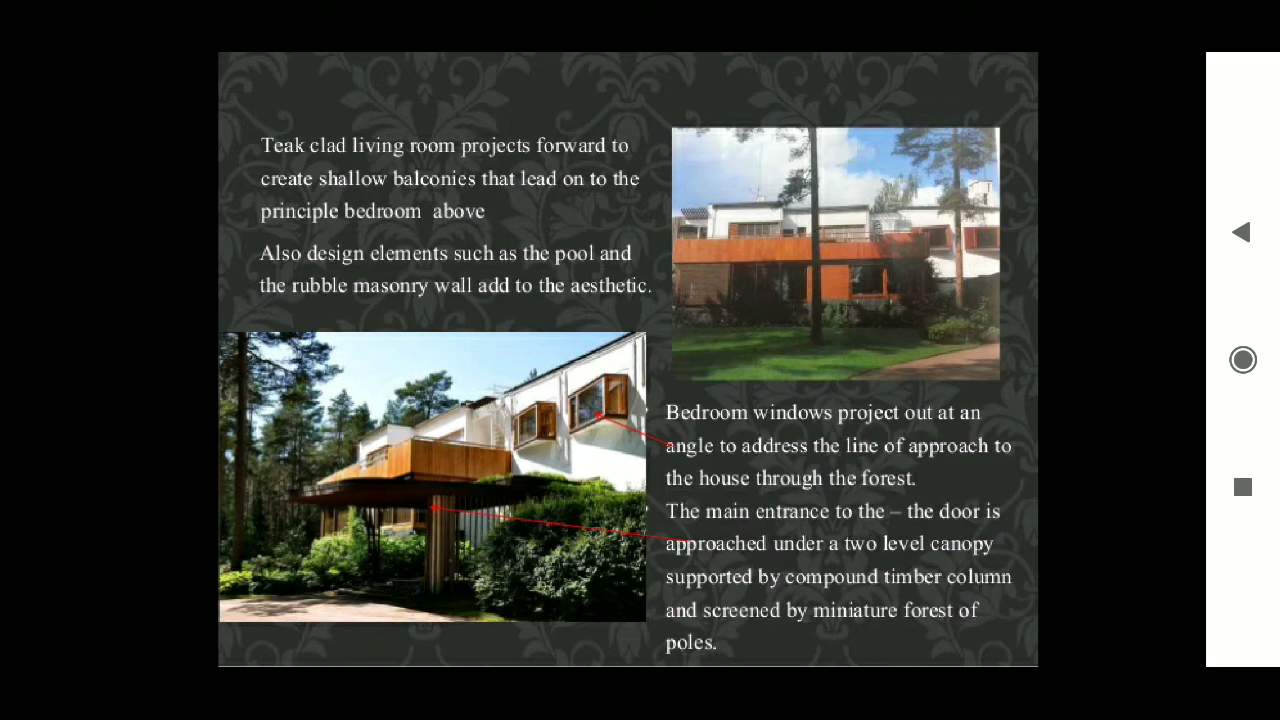 Teak clad living room projects forward to
create shallow balconies that lead on to the
principle bedroom above
Also design elements such as the pool and
the rubble masonry wall add to the aesthetic.
Bedroom windows project out at an
angle to address the line of approach to
the house through the forest.
The main entrance to the – the door is
approached under a two level canopy
supported by compound timber column
and screened by miniature forest of
poles.